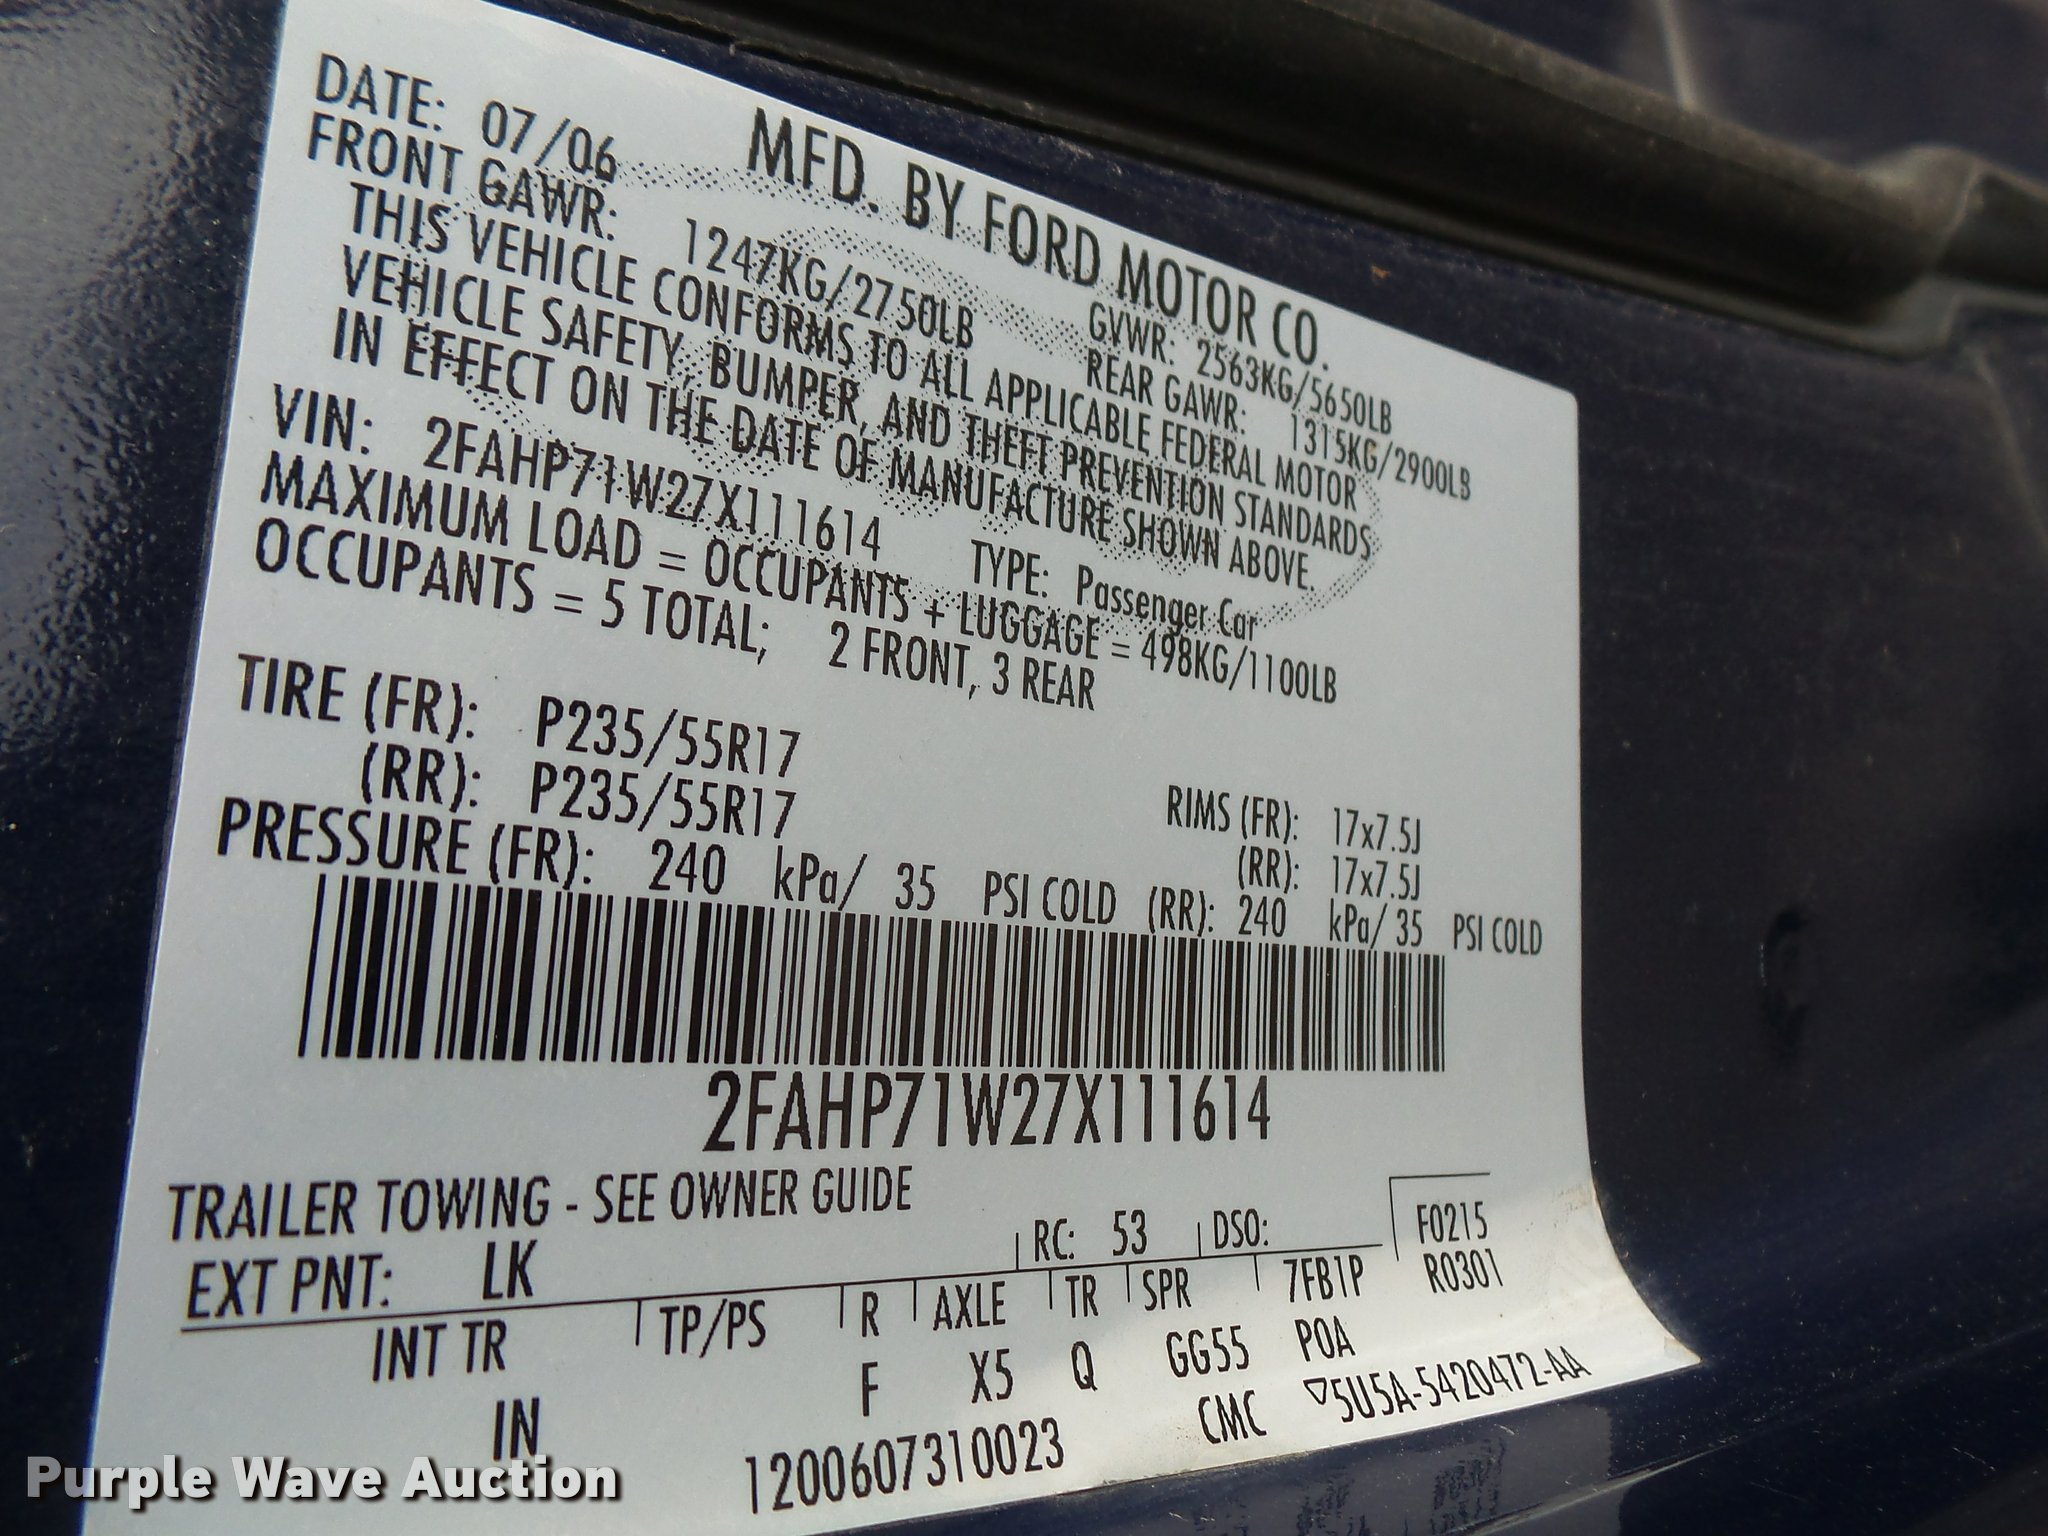 MFD. BY FORD MOTOR CO.
DATE: 07/06 GVWR: 2563KG/5650LB
FRONT GAWR: 1247KG/2750LB REAR GAWR: 1315KG/2900LB
THIS VEHICLE CONFORMS TO ALL APPLICABLE FEDERAL MOTOR
VEHICLE SAFETY, BUMPER, AND THEFT PREVENTION STANDARDS
IN EFFECT ON THE DATE OF MANUFACTURE SHOWN ABOVE.
VIN: 2FAHP71W27X111614 TYPE: Passenger Car
MAXIMUM LOAD = OCCUPANTS + LUGGAGE = 498KG/1100LB
OCCUPANTS = 5 TOTAL; 2 FRONT, 3 REAR
TIRE (FR): P235/55R17 RIMS (FR): 17x7.5J
(RR): P235/55R17 (RR): 17x7.5J
PRESSURE (FR): 240 kPa/ 35 PSI COLD (RR): 240 kPa/ 35 PSI COLD
2FAHP71W27X111614
TRAILER TOWING - SEE OWNER GUIDE
EXT PNT: LK RC: 53 DSO: F0215
INT TR TP/PS R AXLE TR SPR 7FB1P R0301
IN F X5 Q GG55 POA
1200607310023 CMC ▽5U5A-5420472-AA
Purple Wave Auction